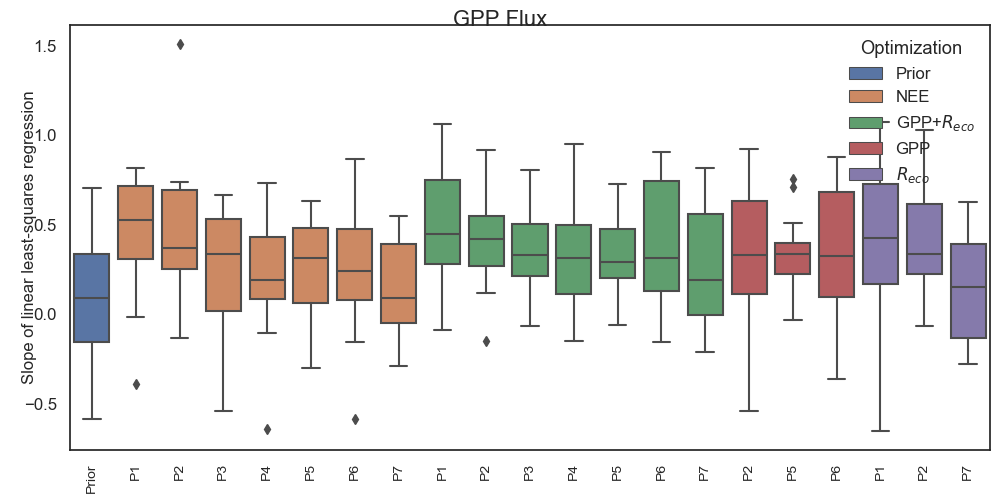 GPP Flux
Slope of linear least-squares regression
1.5
1.0
0.5
0.0
−0.5
Optimization
Prior
NEE
GPP+R_eco
GPP
R_eco
Prior P1 P2 P3 P4 P5 P6 P7 P1 P2 P3 P4 P5 P6 P7 P2 P5 P6 P1 P2 P7